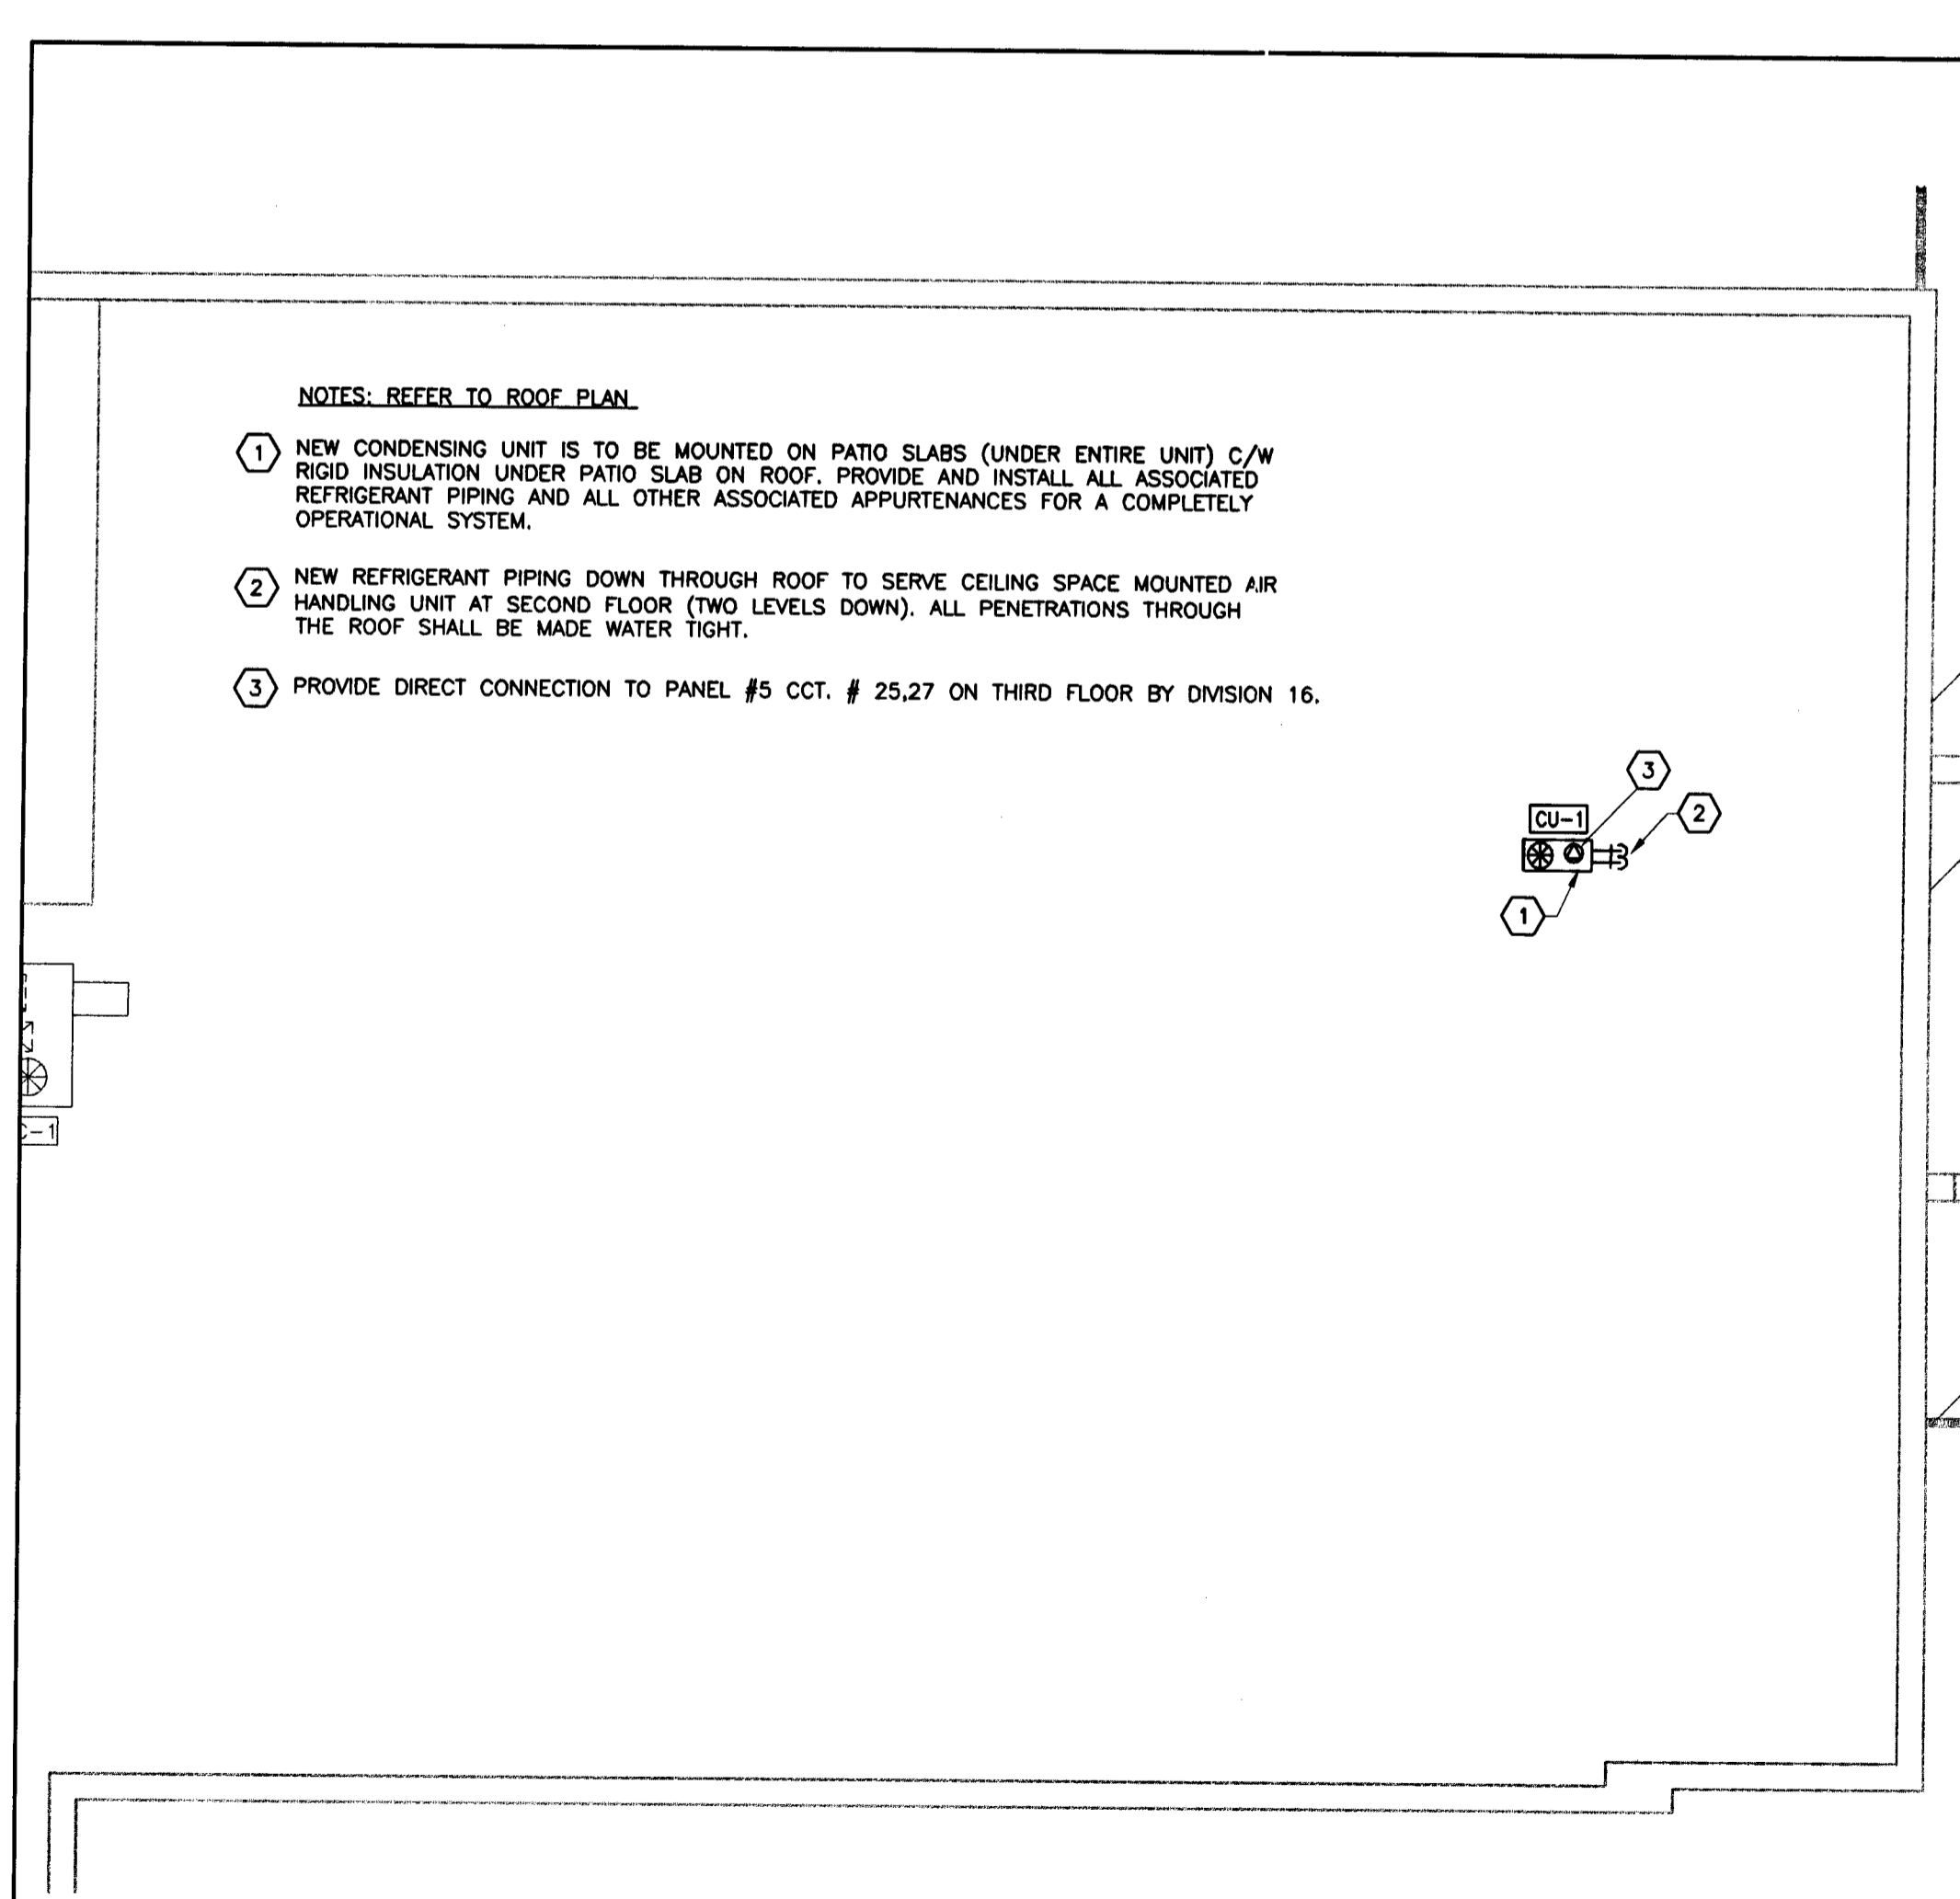 NOTES: REFER TO ROOF PLAN
1 NEW CONDENSING UNIT IS TO BE MOUNTED ON PATIO SLABS (UNDER ENTIRE UNIT) C/W
RIGID INSULATION UNDER PATIO SLAB ON ROOF. PROVIDE AND INSTALL ALL ASSOCIATED
REFRIGERANT PIPING AND ALL OTHER ASSOCIATED APPURTENANCES FOR A COMPLETELY
OPERATIONAL SYSTEM.
2 NEW REFRIGERANT PIPING DOWN THROUGH ROOF TO SERVE CEILING SPACE MOUNTED AIR
HANDLING UNIT AT SECOND FLOOR (TWO LEVELS DOWN). ALL PENETRATIONS THROUGH
THE ROOF SHALL BE MADE WATER TIGHT.
3 PROVIDE DIRECT CONNECTION TO PANEL #5 CCT. # 25,27 ON THIRD FLOOR BY DIVISION 16.
3
2
CU-1
1